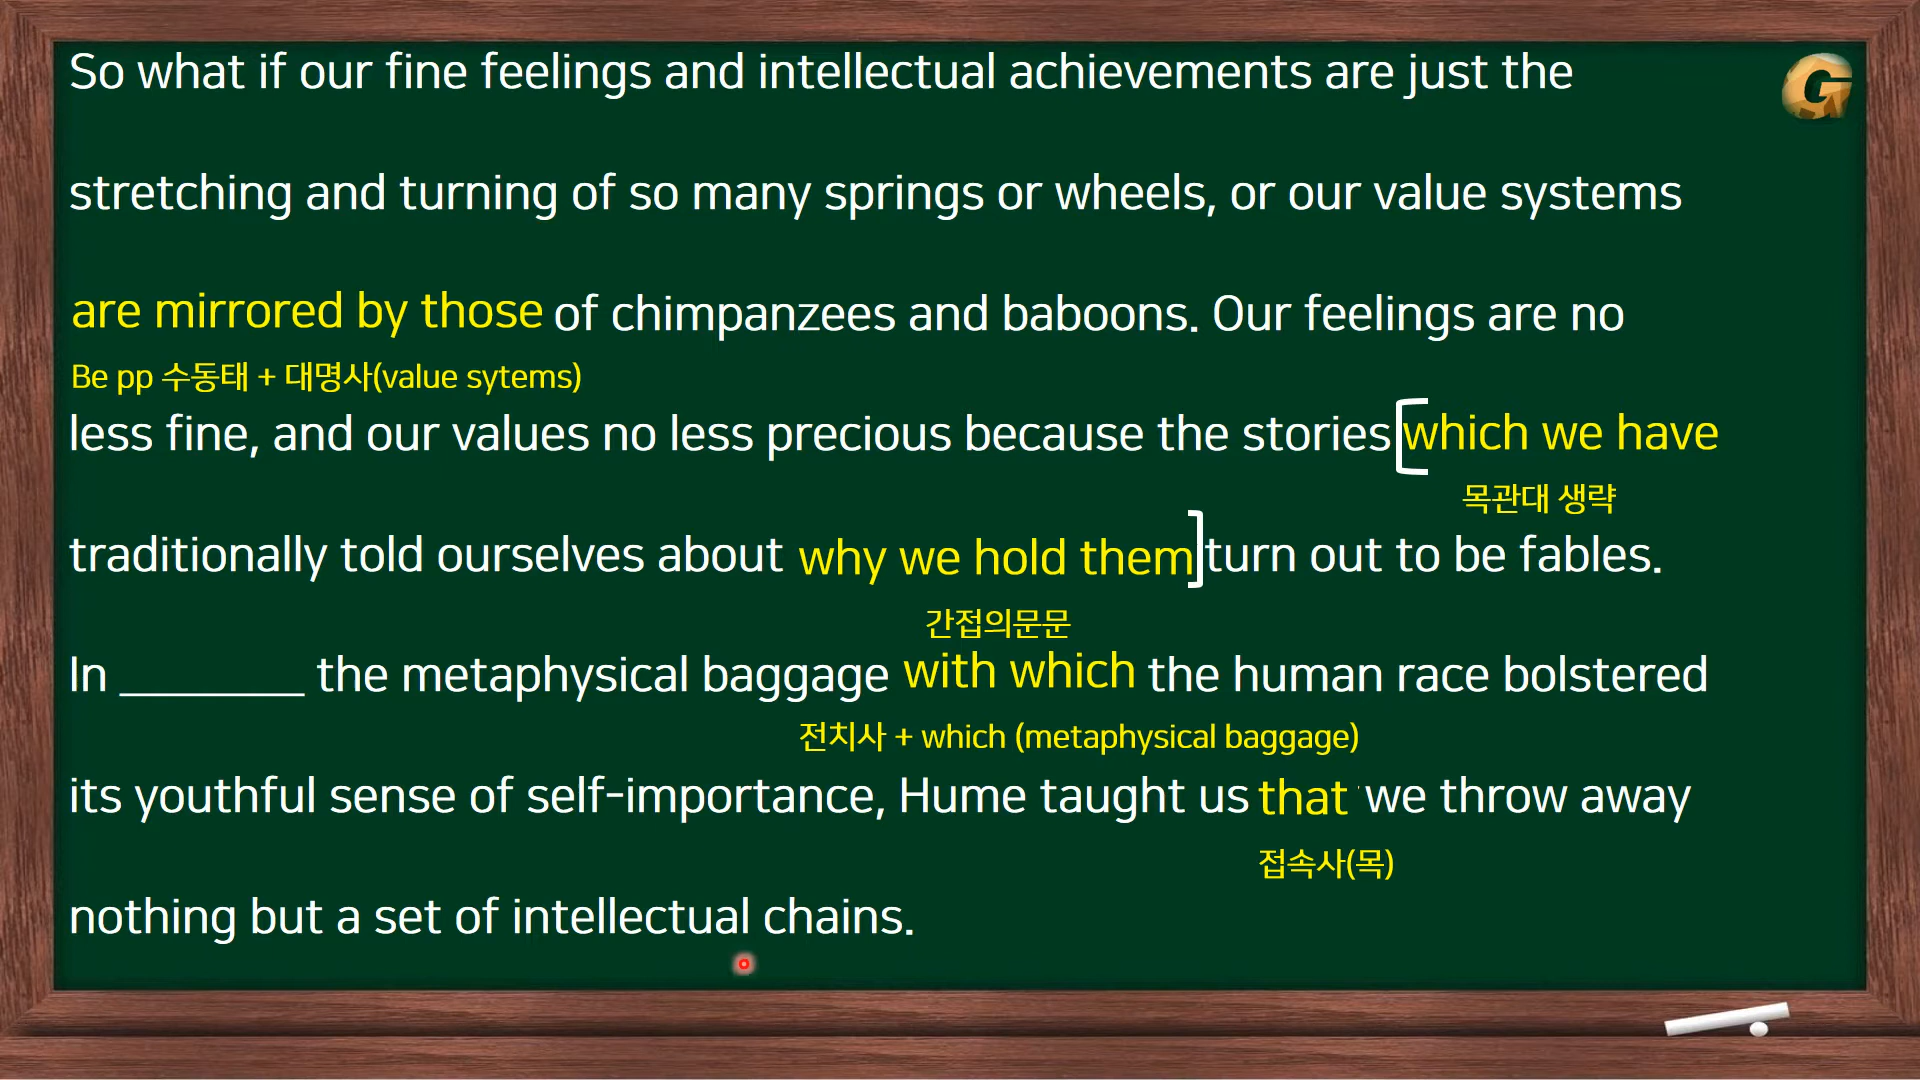 So what if our fine feelings and intellectual achievements are just the
stretching and turning of so many springs or wheels, or our value systems
are mirrored by those of chimpanzees and baboons. Our feelings are no
Be pp 수동태 + 대명사(value sytems)
less fine, and our values no less precious because the stories[which we have
목관대 생략
traditionally told ourselves about why we hold them]turn out to be fables.
간접의문문
In ________ the metaphysical baggage with which the human race bolstered
전치사 + which (metaphysical baggage)
its youthful sense of self-importance, Hume taught us that we throw away
접속사(목)
nothing but a set of intellectual chains.
G